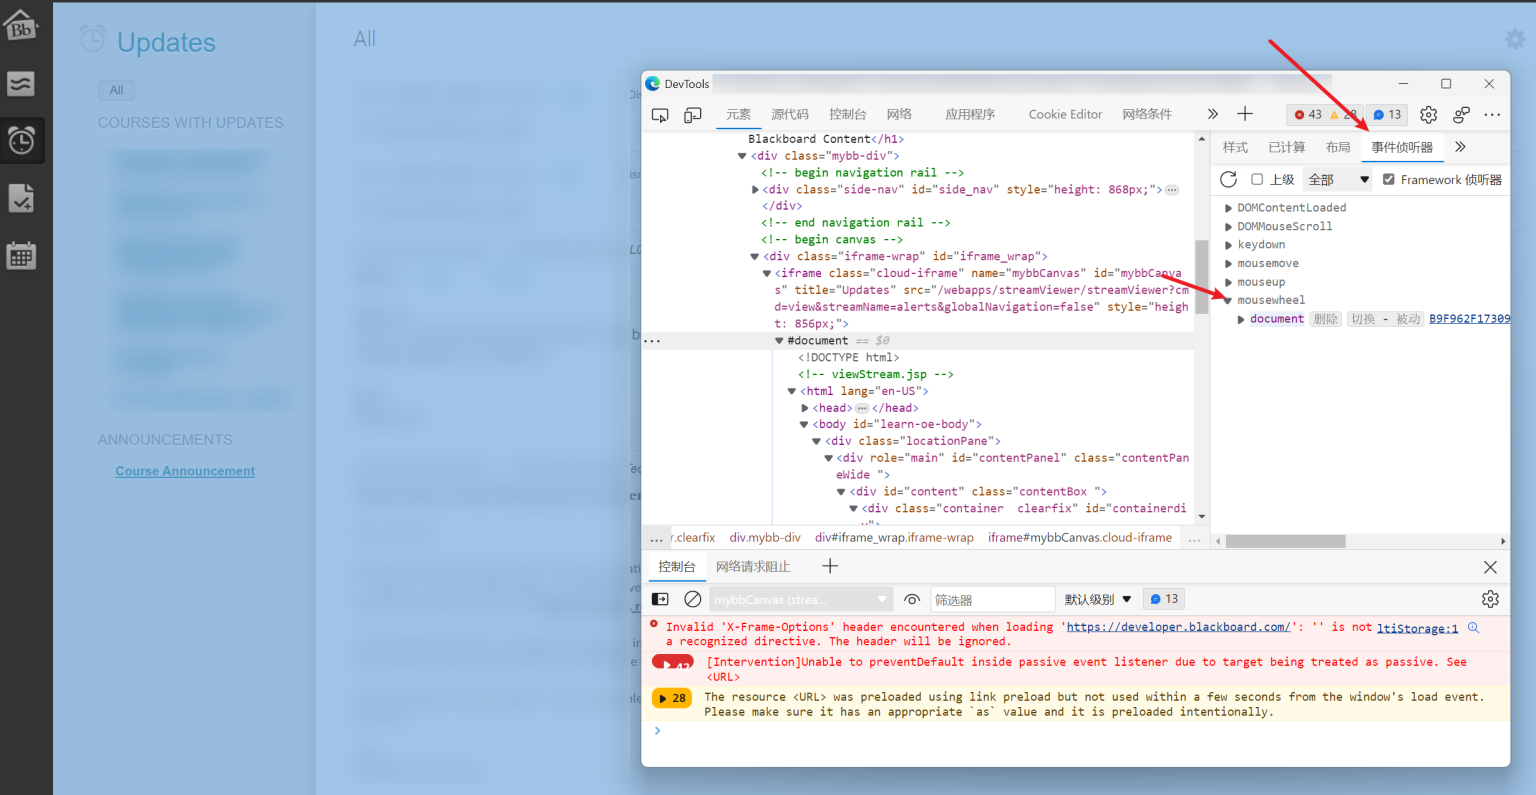 Bb
Updates
All
COURSES WITH UPDATES
ANNOUNCEMENTS
Course Announcement
All
DevTools
元素 源代码 控制台 网络 应用程序 Cookie Editor 网络条件
43 28 13
Blackboard Content</h1>
<div class="mybb-div">
<!-- begin navigation rail -->
<div class="side-nav" id="side_nav" style="height: 868px;">
</div>
<!-- end navigation rail -->
<!-- begin canvas -->
<div class="iframe-wrap" id="iframe_wrap">
<iframe class="cloud-iframe" name="mybbCanvas" id="mybbCanva
s" title="Updates" src="/webapps/streamViewer/streamViewer?cm
d=view&streamName=alerts&globalNavigation=false" style="heigh
t: 856px;">
... #document == $0
<!DOCTYPE html>
<!-- viewStream.jsp -->
<html lang="en-US">
<head> </head>
<body id="learn-oe-body">
<div class="locationPane">
<div role="main" id="contentPanel" class="contentPan
eWide ">
<div id="content" class="contentBox ">
<div class="container  clearfix" id="containerdi
v">
... r.clearfix div.mybb-div div#iframe_wrap.iframe-wrap iframe#mybbCanvas.cloud-iframe ...
样式 已计算 布局 事件侦听器
上级 全部 Framework 侦听器
DOMContentLoaded
DOMMouseScroll
keydown
mousemove
mouseup
mousewheel
document 删除 切换 - 被动 B9F962F17309
控制台 网络请求阻止
mybbCanvas (strea... 筛选器 默认级别 13
Invalid 'X-Frame-Options' header encountered when loading 'https://developer.blackboard.com/': '' is not ltiStorage:1
a recognized directive. The header will be ignored.
[Intervention]Unable to preventDefault inside passive event listener due to target being treated as passive. See
<URL>
28 The resource <URL> was preloaded using link preload but not used within a few seconds from the window's load event.
Please make sure it has an appropriate `as` value and it is preloaded intentionally.